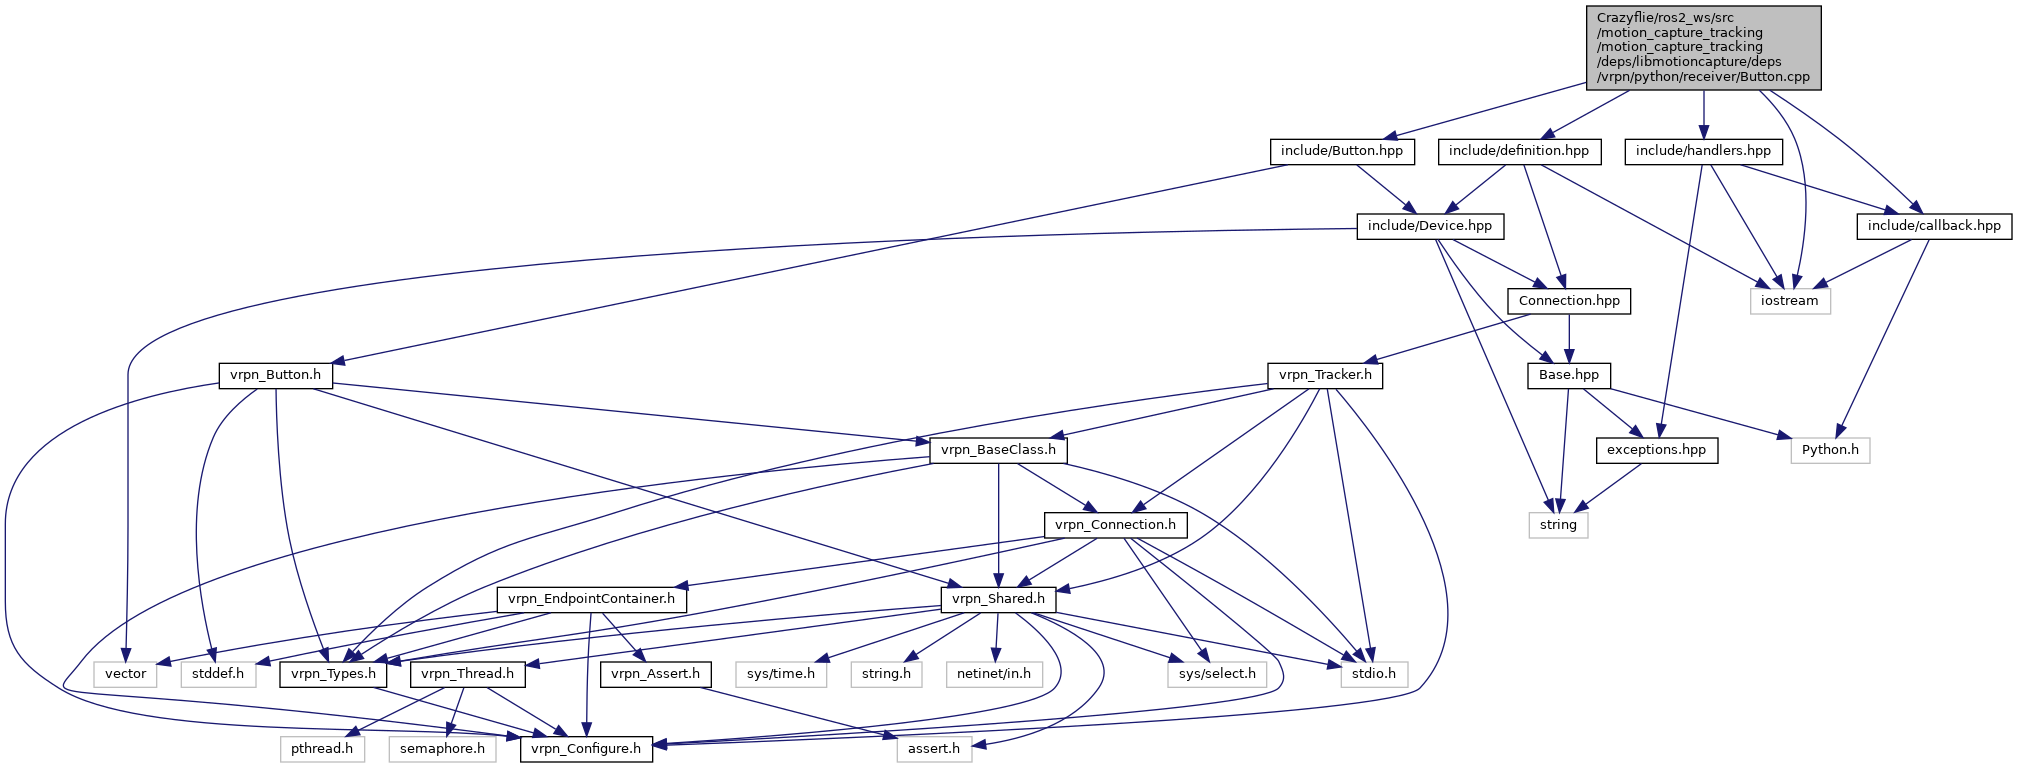 Crazyflie/ros2_ws/src
/motion_capture_tracking
/motion_capture_tracking
/deps/libmotioncapture/deps
/vrpn/python/receiver/Button.cpp
include/Button.hpp
include/definition.hpp
include/handlers.hpp
include/Device.hpp
include/callback.hpp
Connection.hpp
iostream
vrpn_Button.h
vrpn_Tracker.h
Base.hpp
vrpn_BaseClass.h
exceptions.hpp
Python.h
vrpn_Connection.h
string
vrpn_EndpointContainer.h
vrpn_Shared.h
vector
stddef.h
vrpn_Types.h
vrpn_Thread.h
vrpn_Assert.h
sys/time.h
string.h
netinet/in.h
sys/select.h
stdio.h
pthread.h
semaphore.h
vrpn_Configure.h
assert.h